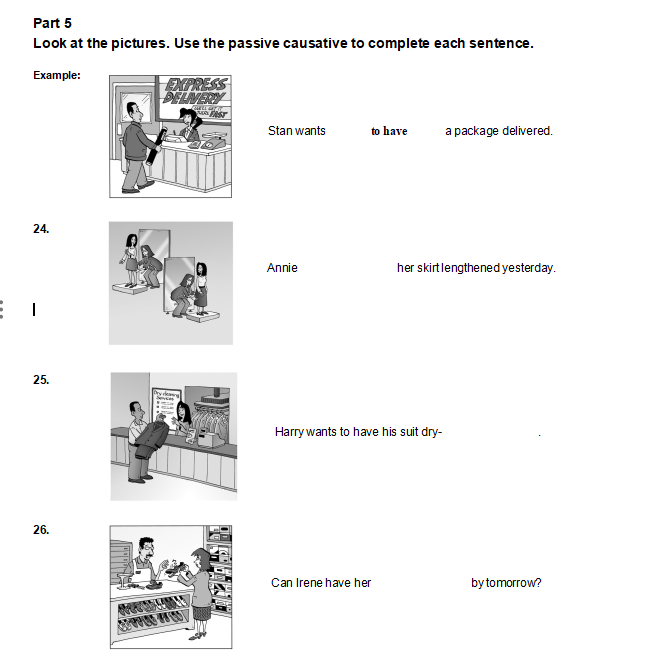 Part 5
Look at the pictures. Use the passive causative to complete each sentence.
Example:
EXPRESS
DELIVERY
FAST
Stan wants to have a package delivered.
24.
Annie her skirt lengthened yesterday.
25.
Dry cleaning
Services
Harry wants to have his suit dry- .
26.
Can Irene have her by tomorrow?